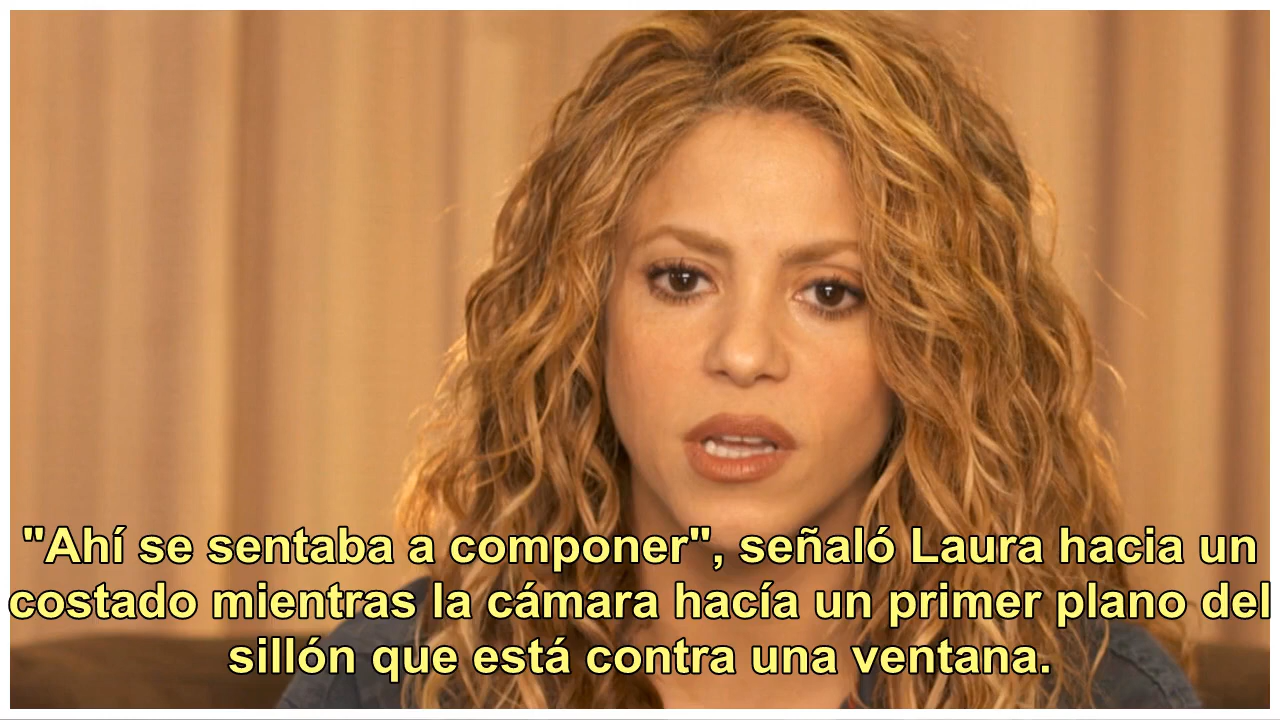 "Ahí se sentaba a componer", señaló Laura hacia un
costado mientras la cámara hacía un primer plano del
sillón que está contra una ventana.